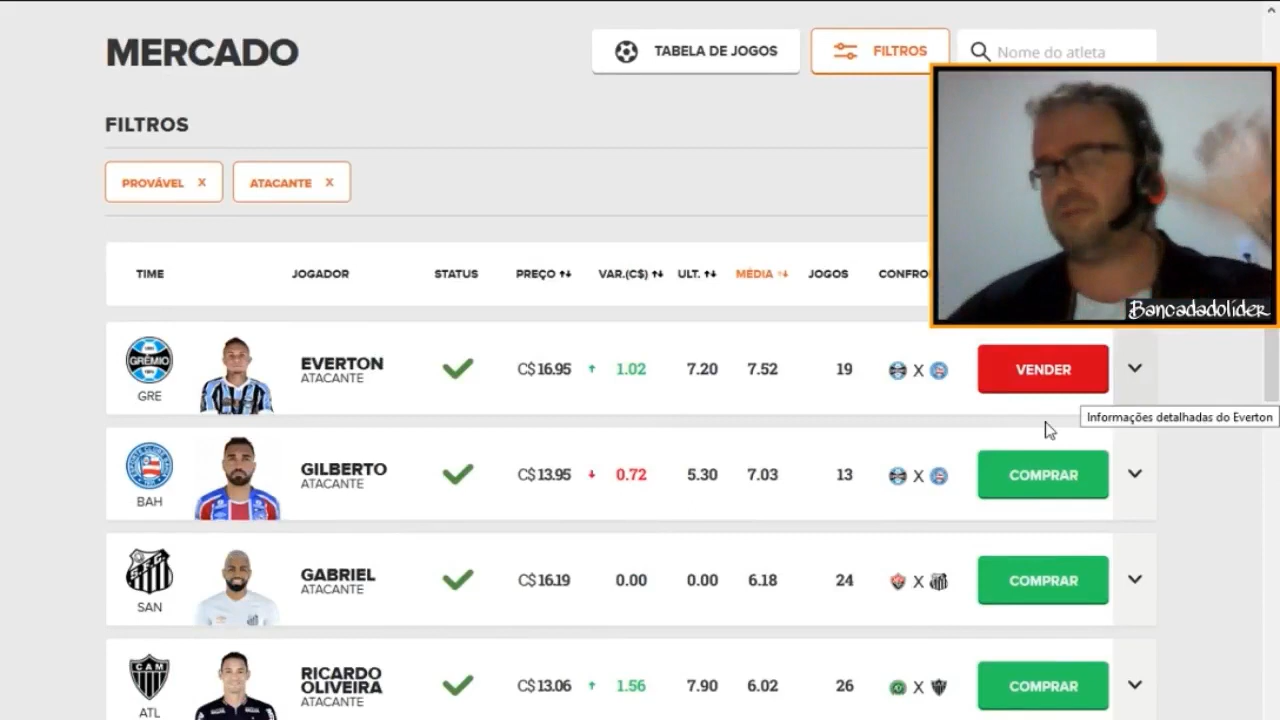 MERCADO
TABELA DE JOGOS
FILTROS
Nome do atleta
FILTROS
PROVÁVEL X
ATACANTE X
TIME JOGADOR STATUS PREÇO VAR.(C$) ULT. MÉDIA JOGOS CONFRO
Bancadadolíder
GRÊMIO
GRE
EVERTON
ATACANTE
C$ 16.95 1.02 7.20 7.52 19 X
VENDER
Informações detalhadas do Everton
BAH
GILBERTO
ATACANTE
C$ 13.95 0.72 5.30 7.03 13 X
COMPRAR
SAN
GABRIEL
ATACANTE
C$ 16.19 0.00 0.00 6.18 24 X
COMPRAR
CAM
ATL
RICARDO
OLIVEIRA
ATACANTE
C$ 13.06 1.56 7.90 6.02 26 X
COMPRAR